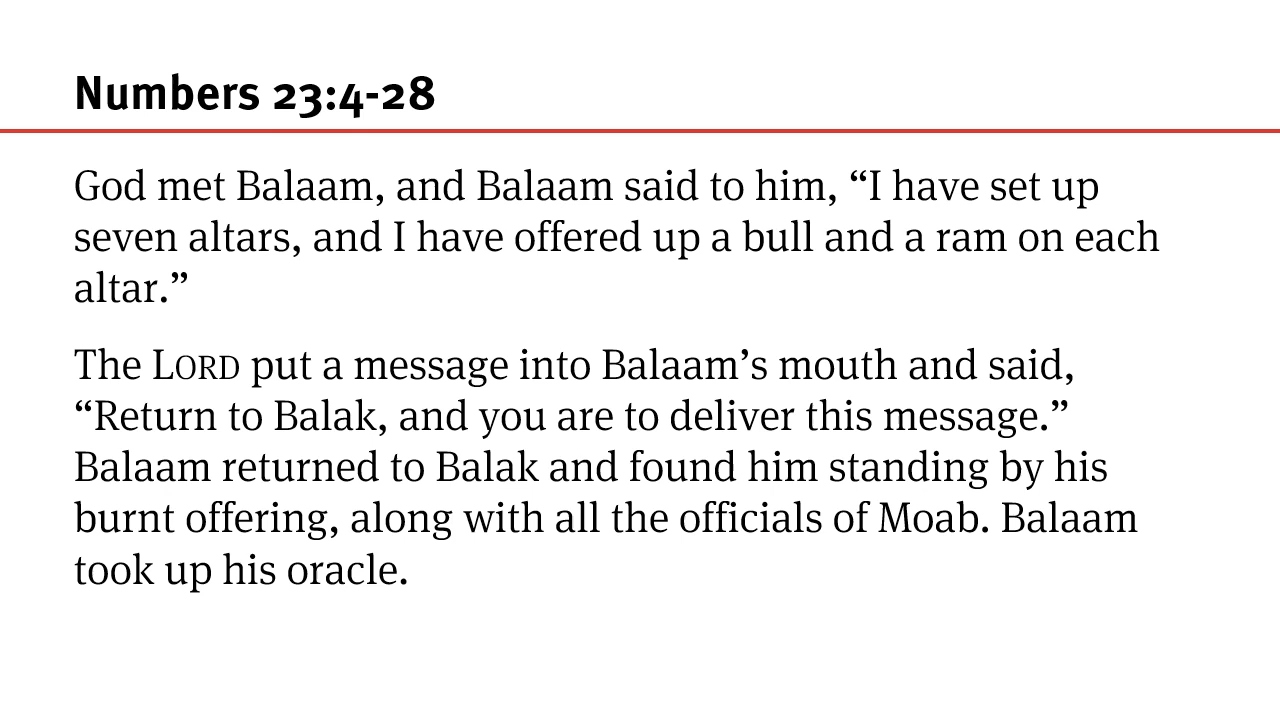 Numbers 23:4-28
God met Balaam, and Balaam said to him, “I have set up
seven altars, and I have offered up a bull and a ram on each
altar.”
The LORD put a message into Balaam’s mouth and said,
“Return to Balak, and you are to deliver this message.”
Balaam returned to Balak and found him standing by his
burnt offering, along with all the officials of Moab. Balaam
took up his oracle.